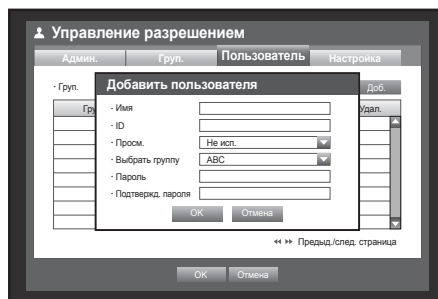 Управление разрешением
Админ. Груп. Пользователь Настройка
· Груп. Доб.
Гру Удал.
Добавить пользователя
· Имя
· ID
· Просм. Не исп.
· Выбрать группу ABC
· Пароль
· Подтвержд. пароля
OK Отмена
Предыд./след. страница
OK Отмена